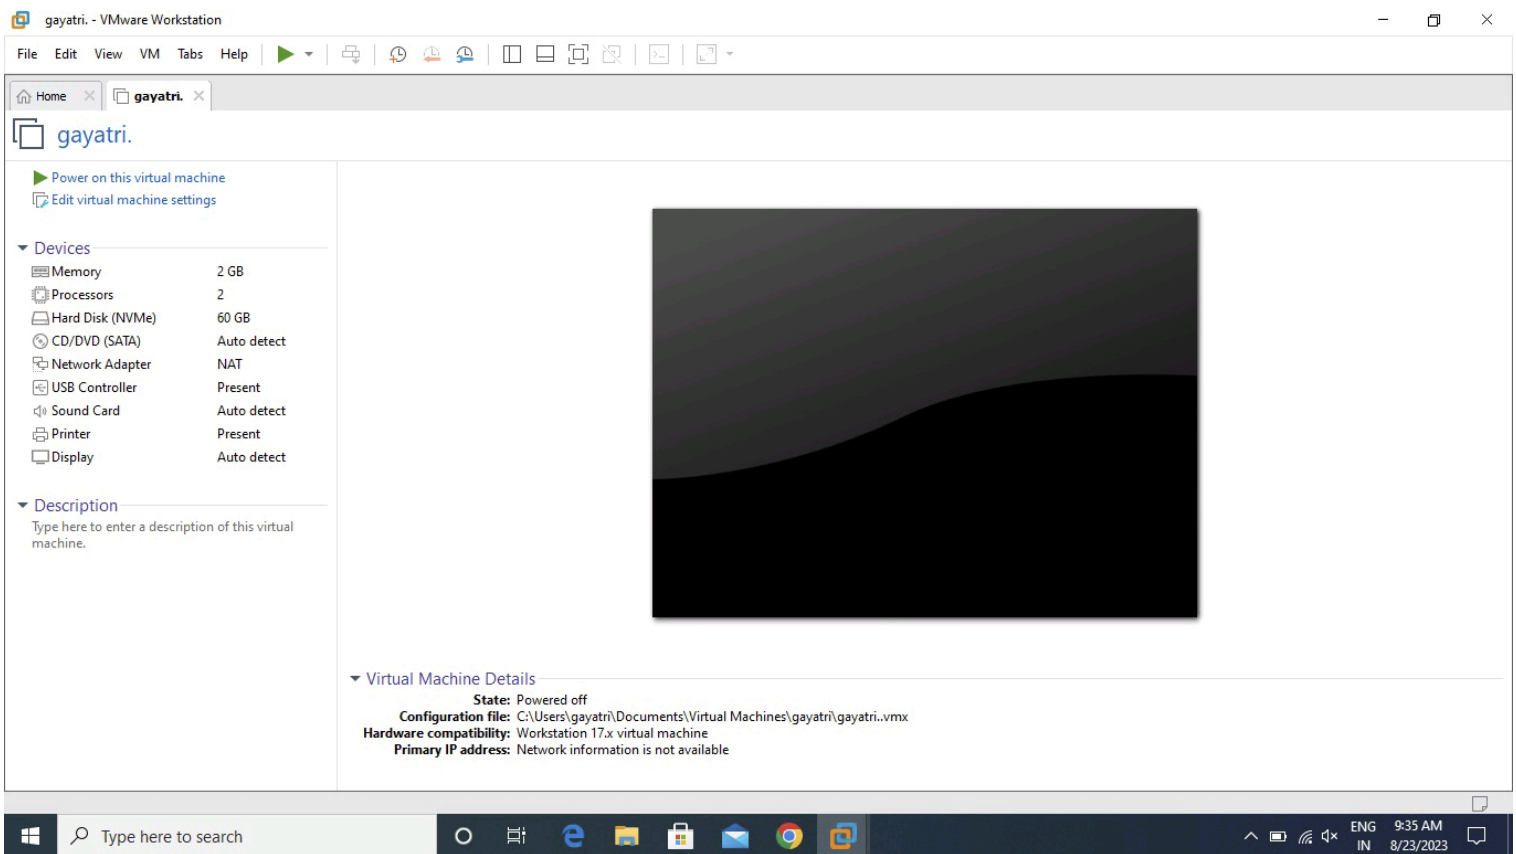 gayatri. - VMware Workstation
File Edit View VM Tabs Help
Home gayatri.
gayatri.
Power on this virtual machine
Edit virtual machine settings
Devices
Memory 2 GB
Processors 2
Hard Disk (NVMe) 60 GB
CD/DVD (SATA) Auto detect
Network Adapter NAT
USB Controller Present
Sound Card Auto detect
Printer Present
Display Auto detect
Description
Type here to enter a description of this virtual
machine.
Virtual Machine Details
State: Powered off
Configuration file: C:\Users\gayatri\Documents\Virtual Machines\gayatri\gayatri..vmx
Hardware compatibility: Workstation 17.x virtual machine
Primary IP address: Network information is not available
Type here to search
ENG 9:35 AM
IN 8/23/2023